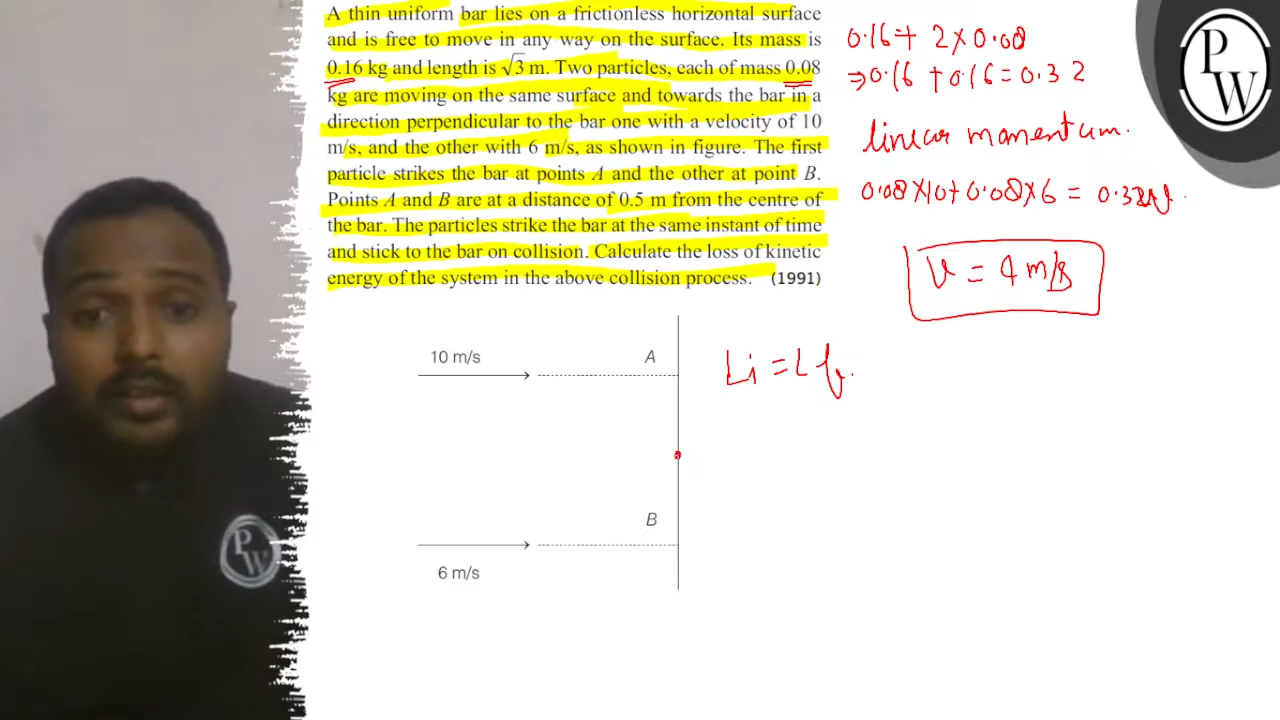 A thin uniform bar lies on a frictionless horizontal surface
and is free to move in any way on the surface. Its mass is
0.16 kg and length is √3 m. Two particles, each of mass 0.08
kg are moving on the same surface and towards the bar in a
direction perpendicular to the bar one with a velocity of 10
m/s, and the other with 6 m/s, as shown in figure. The first
particle strikes the bar at points A and the other at point B.
Points A and B are at a distance of 0.5 m from the centre of
the bar. The particles strike the bar at the same instant of time
and stick to the bar on collision. Calculate the loss of kinetic
energy of the system in the above collision process. (1991)
0.16+ 2×0.08
⇒0.16 +0.16=0.32
linear momentum.
0.08×10+0.08×6 = 0.32
V = 4 m/s
Li = Lf.
10 m/s
A
B
6 m/s
P
W
P
W